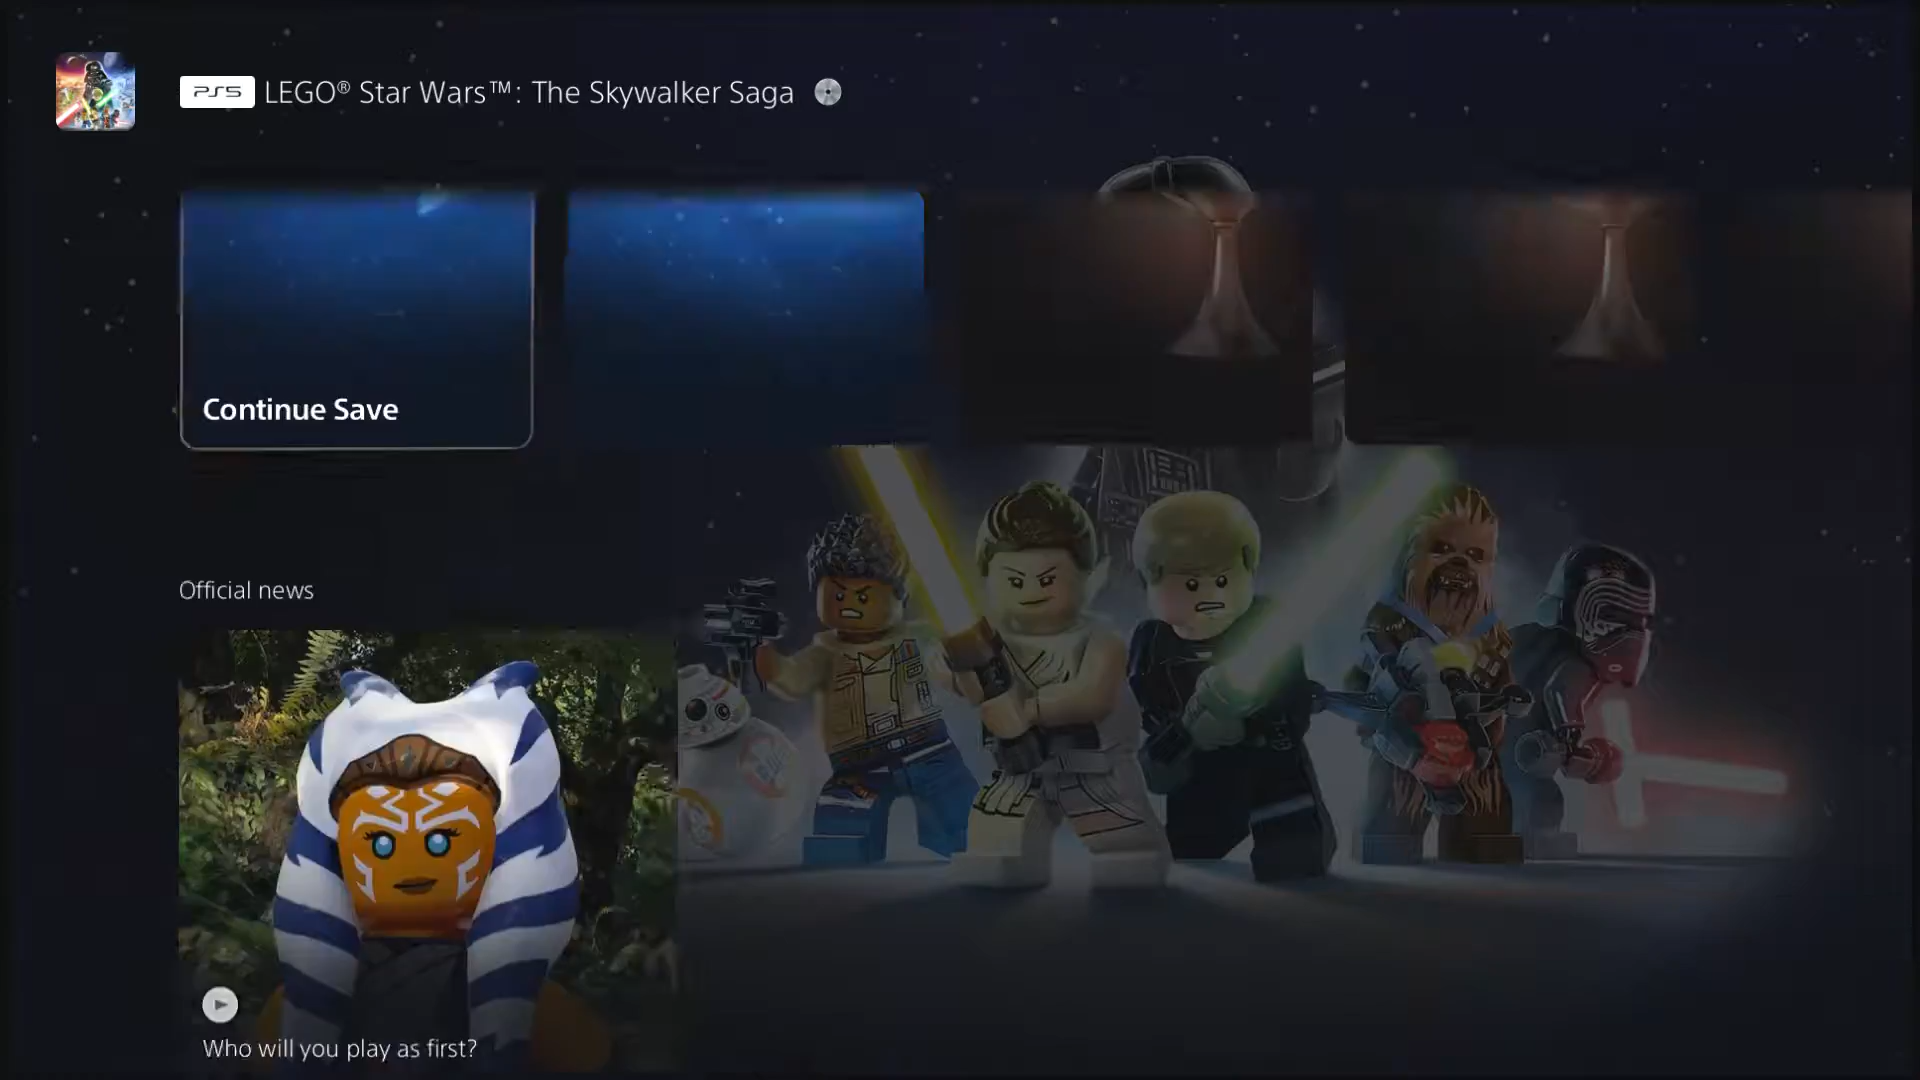 PS5 LEGO® Star Wars™: The Skywalker Saga
Continue Save
Official news
Who will you play as first?